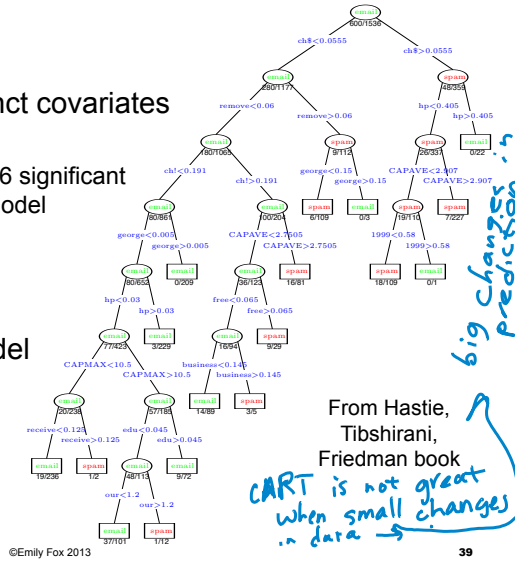 email
600/1536
ch$<0.0555
ch$>0.0555
email
280/1177
spam
48/359
remove<0.06
remove>0.06
hp<0.405
hp>0.405
email
180/1065
spam
9/112
spam
26/337
email
0/22
ch!<0.191
ch!>0.191
george<0.15
george>0.15
CAPAVE<2.907
CAPAVE>2.907
email
80/861
email
100/204
spam
6/109
email
0/3
spam
19/110
spam
7/227
george<0.005
george>0.005
CAPAVE<2.7505
CAPAVE>2.7505
1999<0.58
1999>0.58
email
80/652
email
0/209
email
36/123
spam
16/81
spam
18/109
email
0/1
hp<0.03
hp>0.03
free<0.065
free>0.065
email
77/423
email
3/229
email
16/94
spam
9/29
CAPMAX<10.5
CAPMAX>10.5
business<0.145
business>0.145
email
20/238
email
57/185
email
14/89
spam
3/5
receive<0.125
receive>0.125
edu<0.045
edu>0.045
email
19/236
spam
1/2
email
48/113
email
9/72
our<1.2
our>1.2
email
37/101
spam
1/12
nct covariates
6 significant
odel
del
From Hastie,
Tibshirani,
Friedman book
CART is not great
when small changes
in data →
big changes in
prediction
©Emily Fox 2013
39